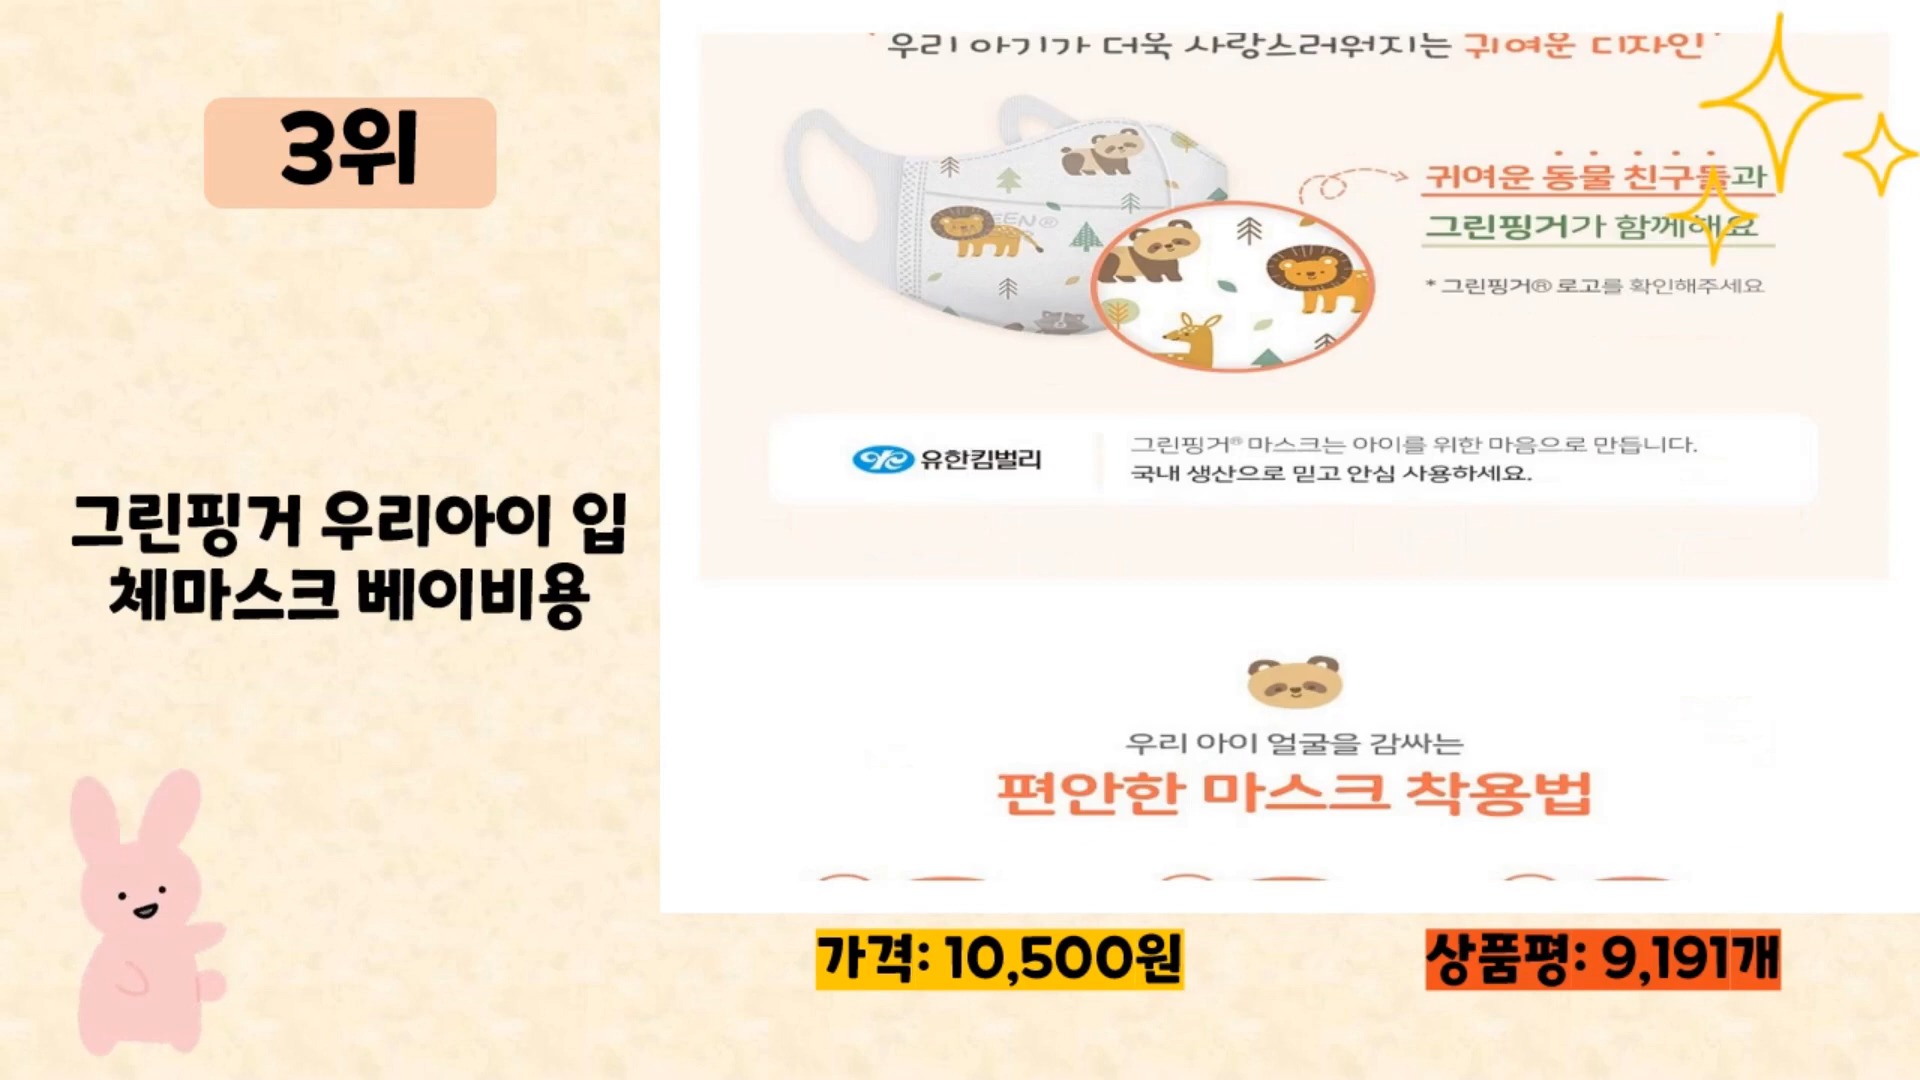 3위
그린핑거 우리아이 입
체마스크 베이비용
우리 아기가 더욱 사랑스러워지는 귀여운 디자인
귀여운 동물 친구들과
그린핑거가 함께해요
* 그린핑거® 로고를 확인해주세요
EEN®
유한킴벌리
그린핑거® 마스크는 아이를 위한 마음으로 만듭니다.
국내 생산으로 믿고 안심 사용하세요.
우리 아이 얼굴을 감싸는
편안한 마스크 착용법
가격: 10,500원
상품평: 9,191개